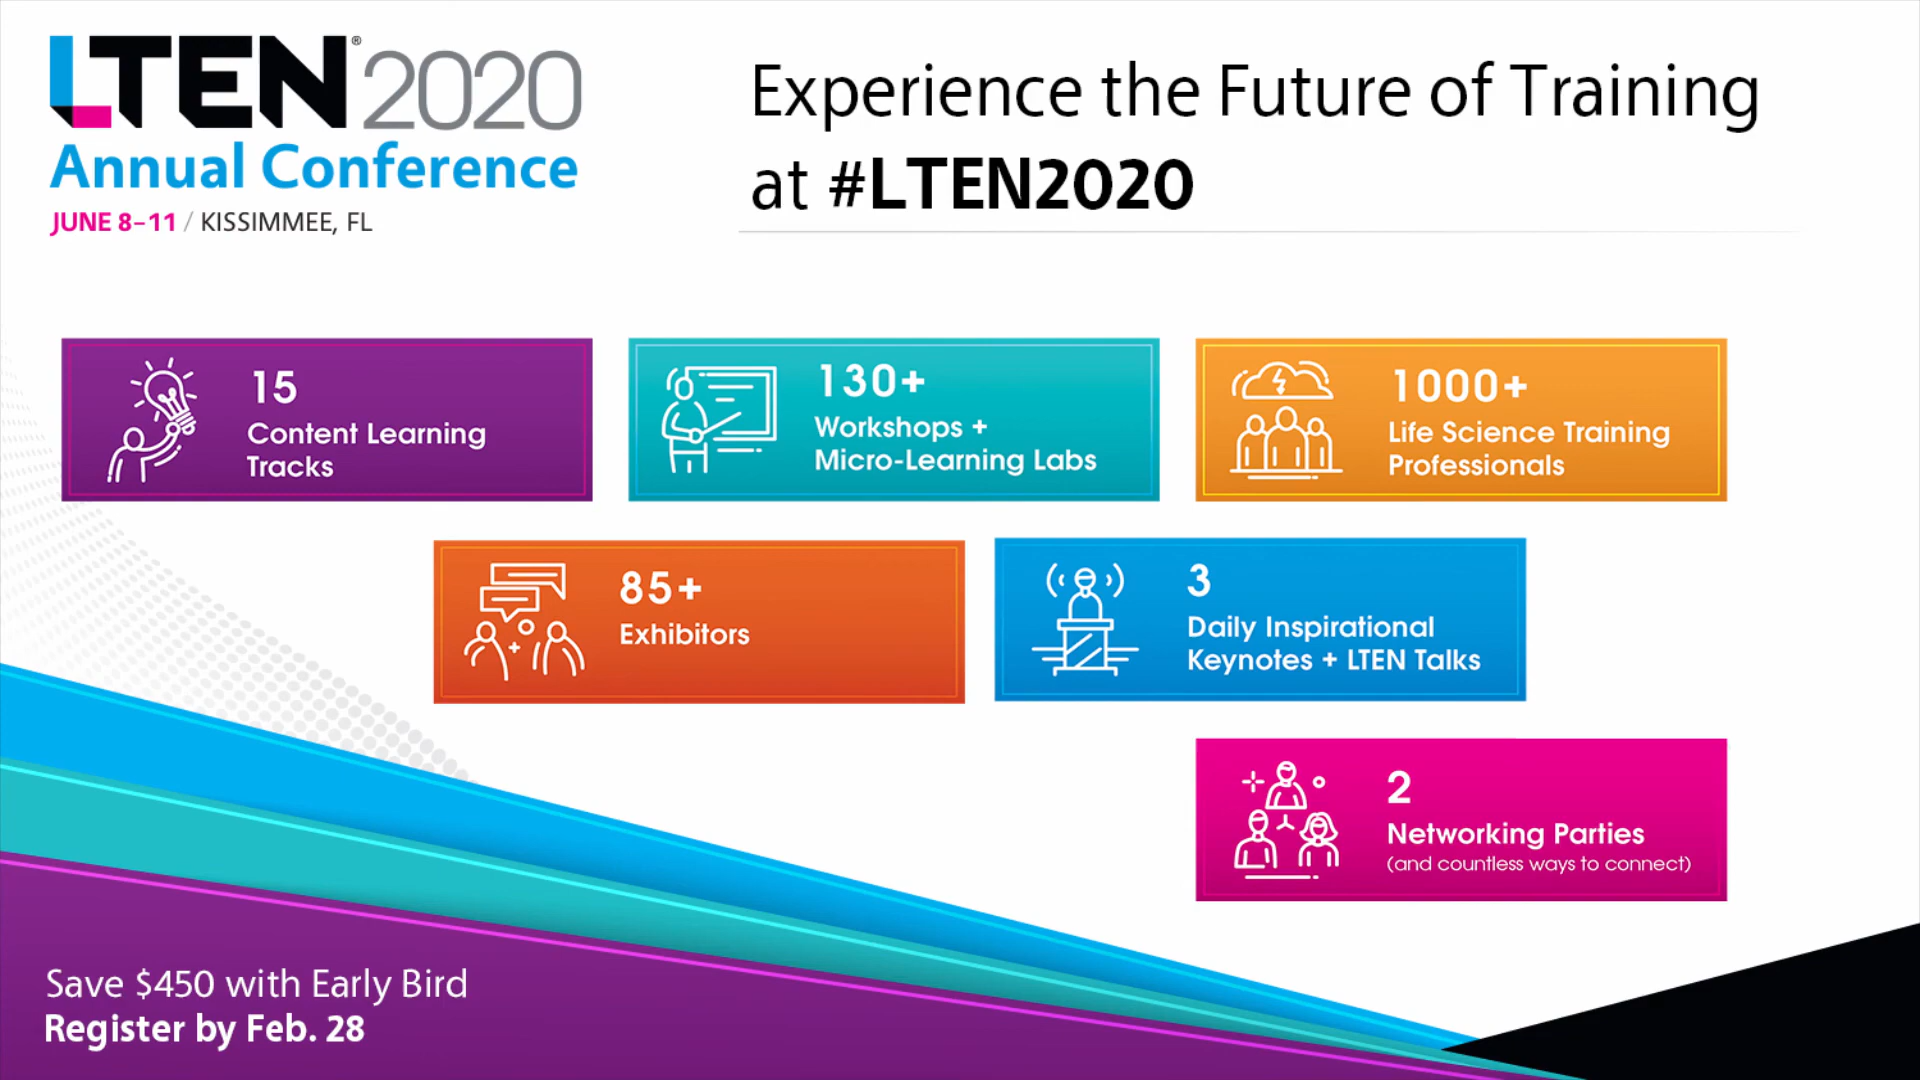 LTEN® 2020
Annual Conference
JUNE 8–11 / KISSIMMEE, FL
Experience the Future of Training
at #LTEN2020
15
Content Learning
Tracks
130+
Workshops +
Micro-Learning Labs
1000+
Life Science Training
Professionals
85+
Exhibitors
3
Daily Inspirational
Keynotes + LTEN Talks
2
Networking Parties
(and countless ways to connect)
Save $450 with Early Bird
Register by Feb. 28